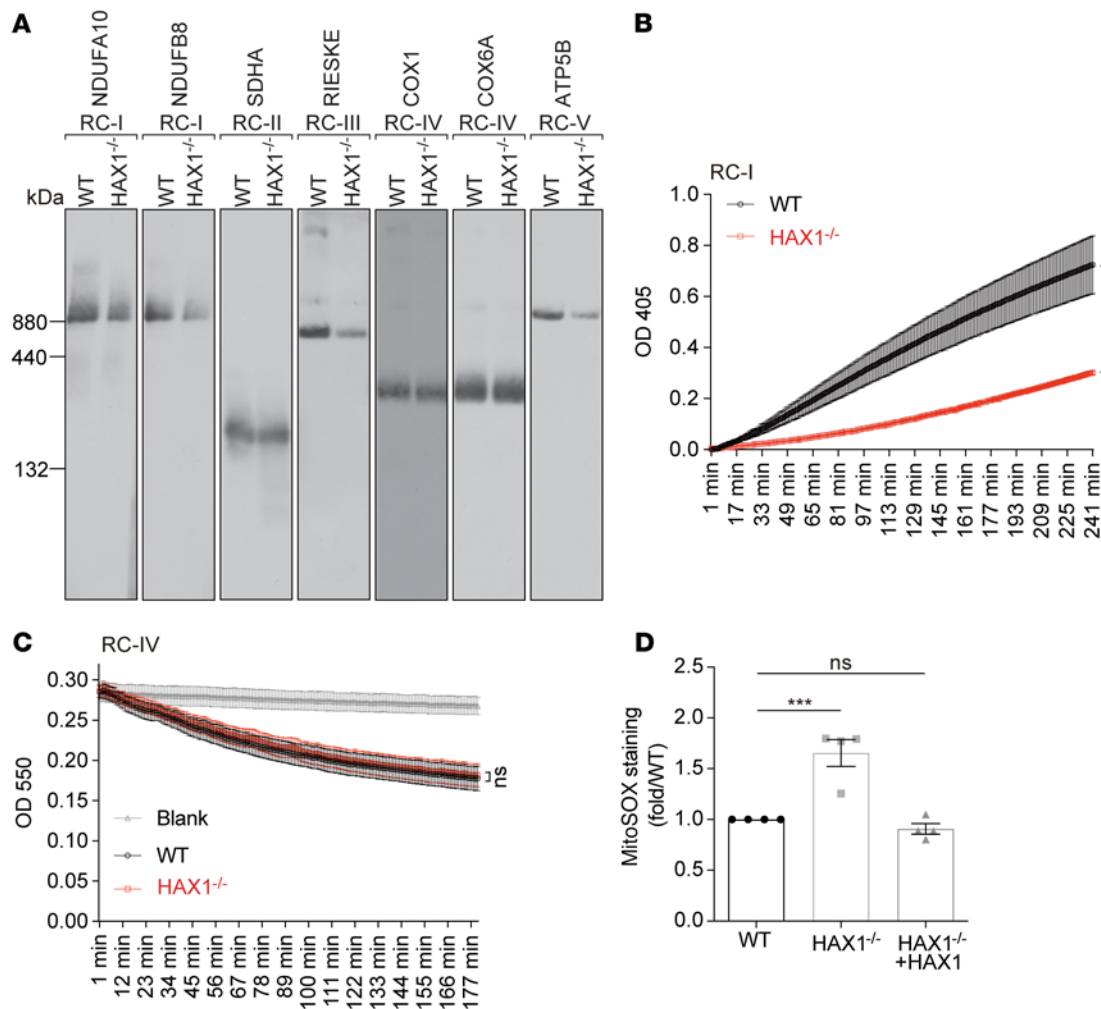 A
NDUFA10 NDUFB8 SDHA RIESKE COX1 COX6A ATP5B
RC-I RC-I RC-II RC-III RC-IV RC-IV RC-V
WT HAX1-/- WT HAX1-/- WT HAX1-/- WT HAX1-/- WT HAX1-/- WT HAX1-/- WT HAX1-/-
kDa
880
440
132
B
RC-I
WT
HAX1-/-
OD 405
1.0
0.8
0.6
0.4
0.2
0.0
1 min 17 min 33 min 49 min 65 min 81 min 97 min 113 min 129 min 145 min 161 min 177 min 193 min 209 min 225 min 241 min
C
RC-IV
OD 550
0.30
0.25
0.20
0.15
0.10
0.05
0.00
ns
Blank
WT
HAX1-/-
1 min 12 min 23 min 34 min 45 min 56 min 67 min 78 min 89 min 100 min 111 min 122 min 133 min 144 min 155 min 166 min 177 min
D
MitoSOX staining
(fold/WT)
2.5
2.0
1.5
1.0
0.5
0.0
ns
***
WT HAX1-/- HAX1-/-
+HAX1